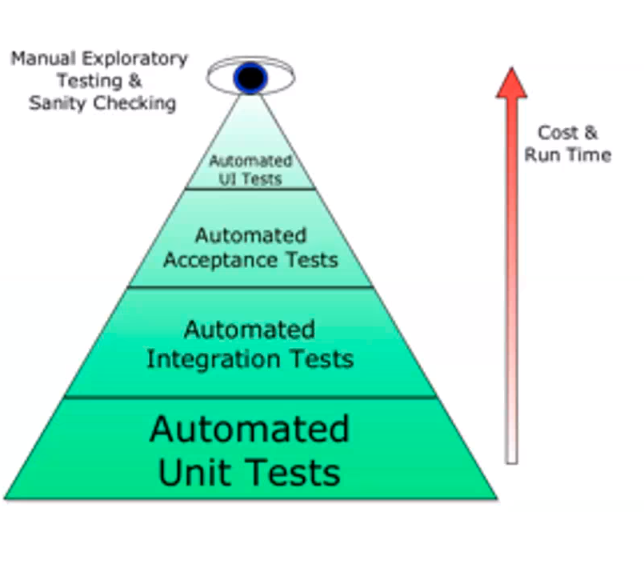 Manual Exploratory
Testing &
Sanity Checking
Cost &
Run Time
Automated
UI Tests
Automated
Acceptance Tests
Automated
Integration Tests
Automated
Unit Tests